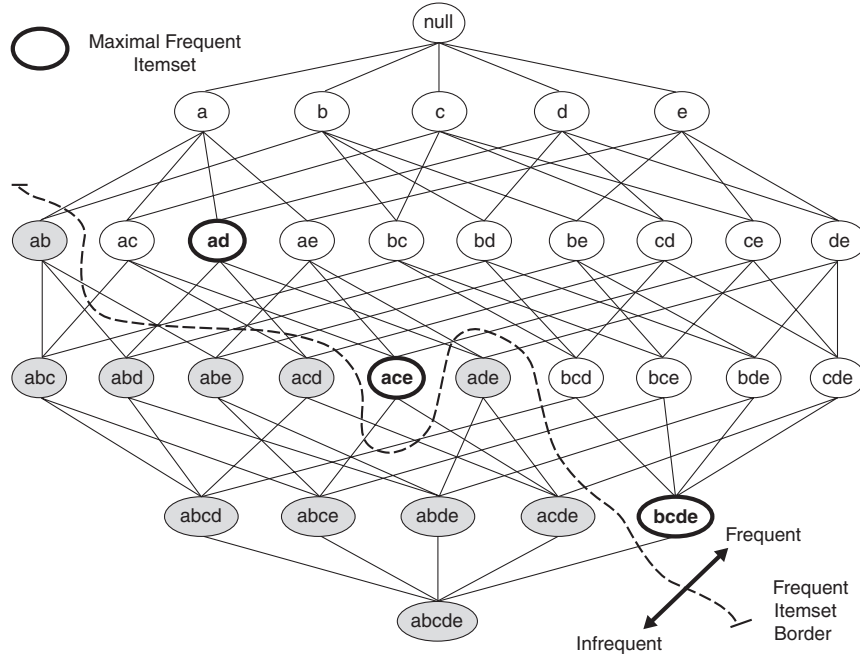 null
Maximal Frequent
Itemset
a b c d e
ab ac ad ae bc bd be cd ce de
abc abd abe acd ace ade bcd bce bde cde
abcd abce abde acde bcde
Frequent
Frequent
Itemset
Border
abcde
Infrequent